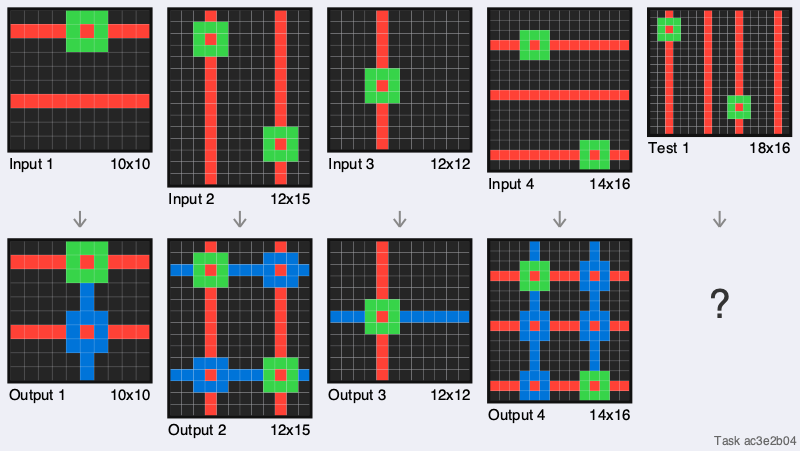 Input 1 10x10
Input 2 12x15
Input 3 12x12
Input 4 14x16
Test 1 18x16
?
Output 1 10x10
Output 2 12x15
Output 3 12x12
Output 4 14x16
Task ac3e2b04